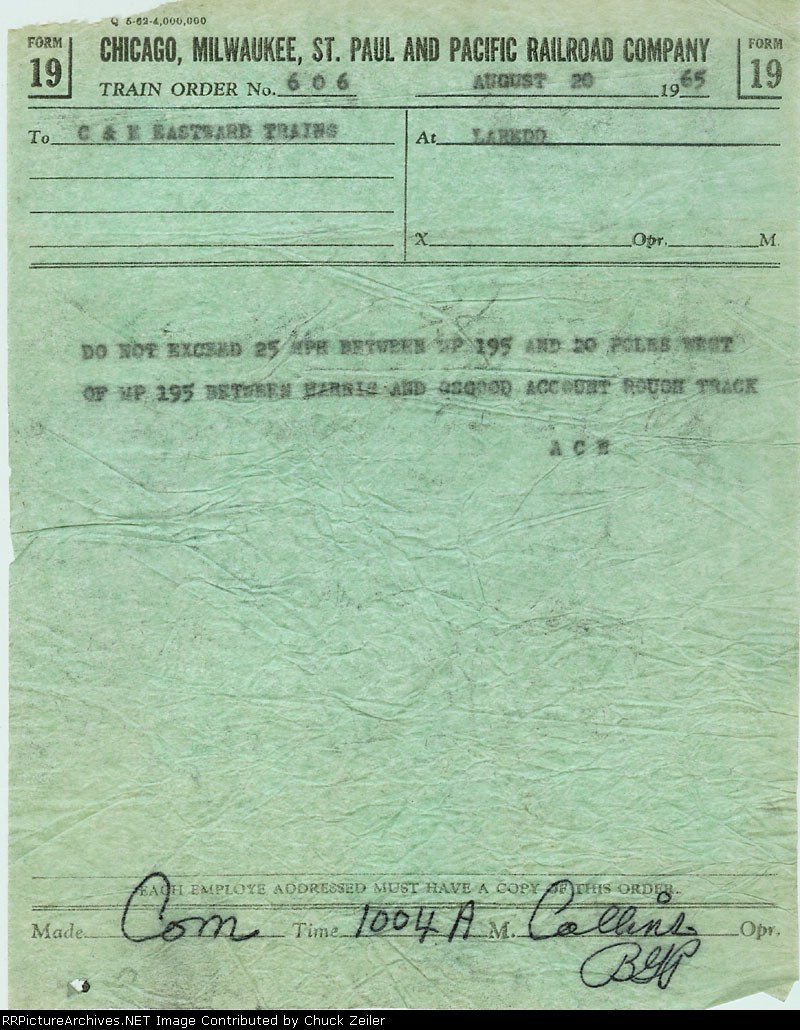 Q 5-62-4,000,000
FORM 19 CHICAGO, MILWAUKEE, ST. PAUL AND PACIFIC RAILROAD COMPANY FORM 19
TRAIN ORDER No. 6 0 6 AUGUST 20 1965
To C & E EASTWARD TRAINS At LAREDO
X Opr. M.
DO NOT EXCEED 25 MPH BETWEEN MP 195 AND 20 POLES WEST
OF MP 195 BETWEEN HARRIS AND OSGOOD ACCOUNT ROUGH TRACK
A C E
EACH EMPLOYE ADDRESSED MUST HAVE A COPY OF THIS ORDER.
Made Com Time 1004 A M. Collins Opr.
RRPictureArchives.NET Image Contributed by Chuck Zeiler